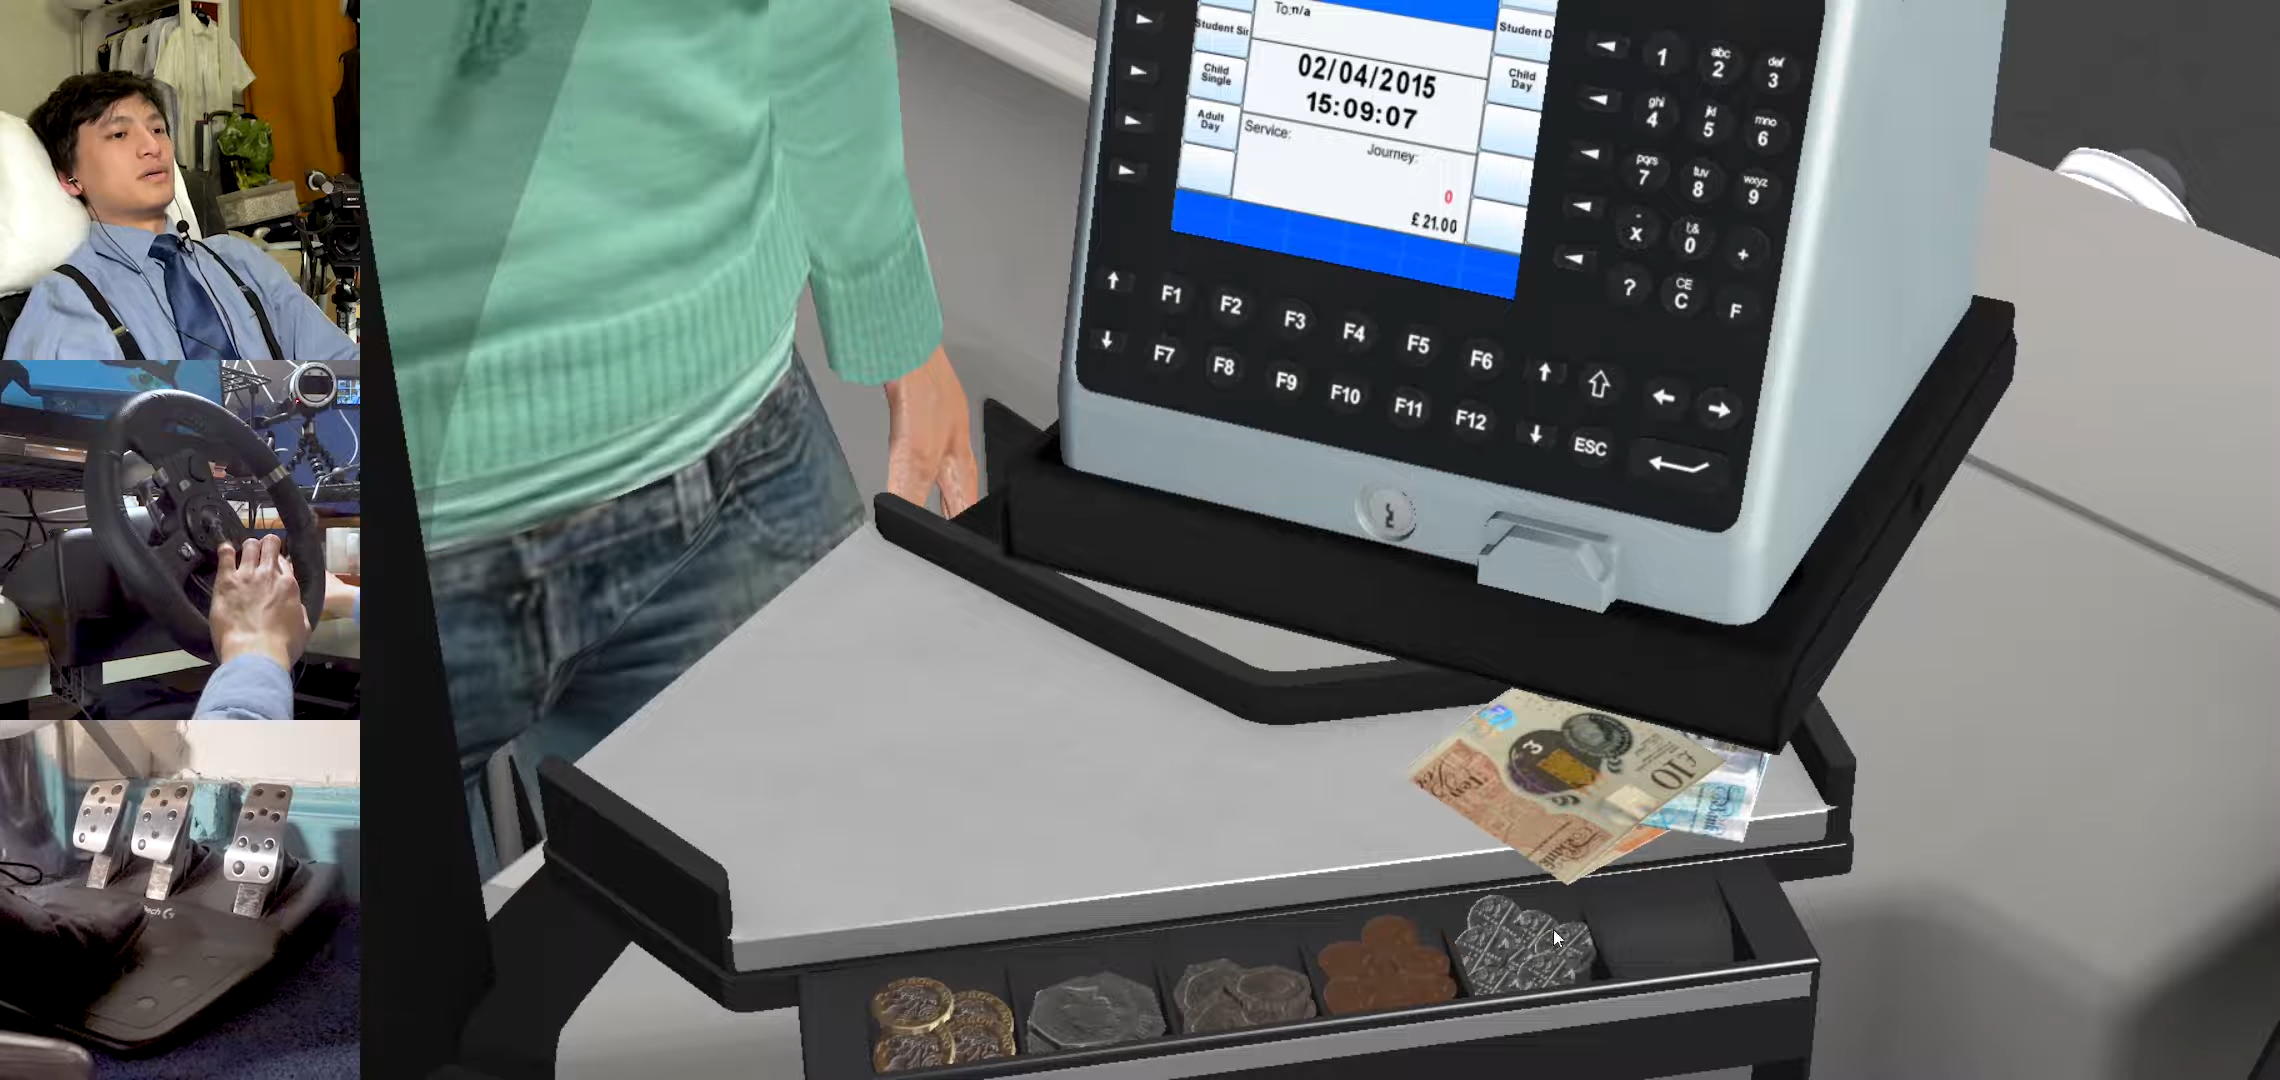 To:n/a
Student Sin
Student D
Child
Single
Child
Day
02/04/2015
15:09:07
Adult
Day
Service:
Journey:
0
£ 21.00
1
abc
2
def
3
ghi
4
jkl
5
mno
6
pqrs
7
tuv
8
wxyz
9
-
x
0
+
?
CE
C
F
F1
F2
F3
F4
F5
F6
F7
F8
F9
F10
F11
F12
ESC
£10